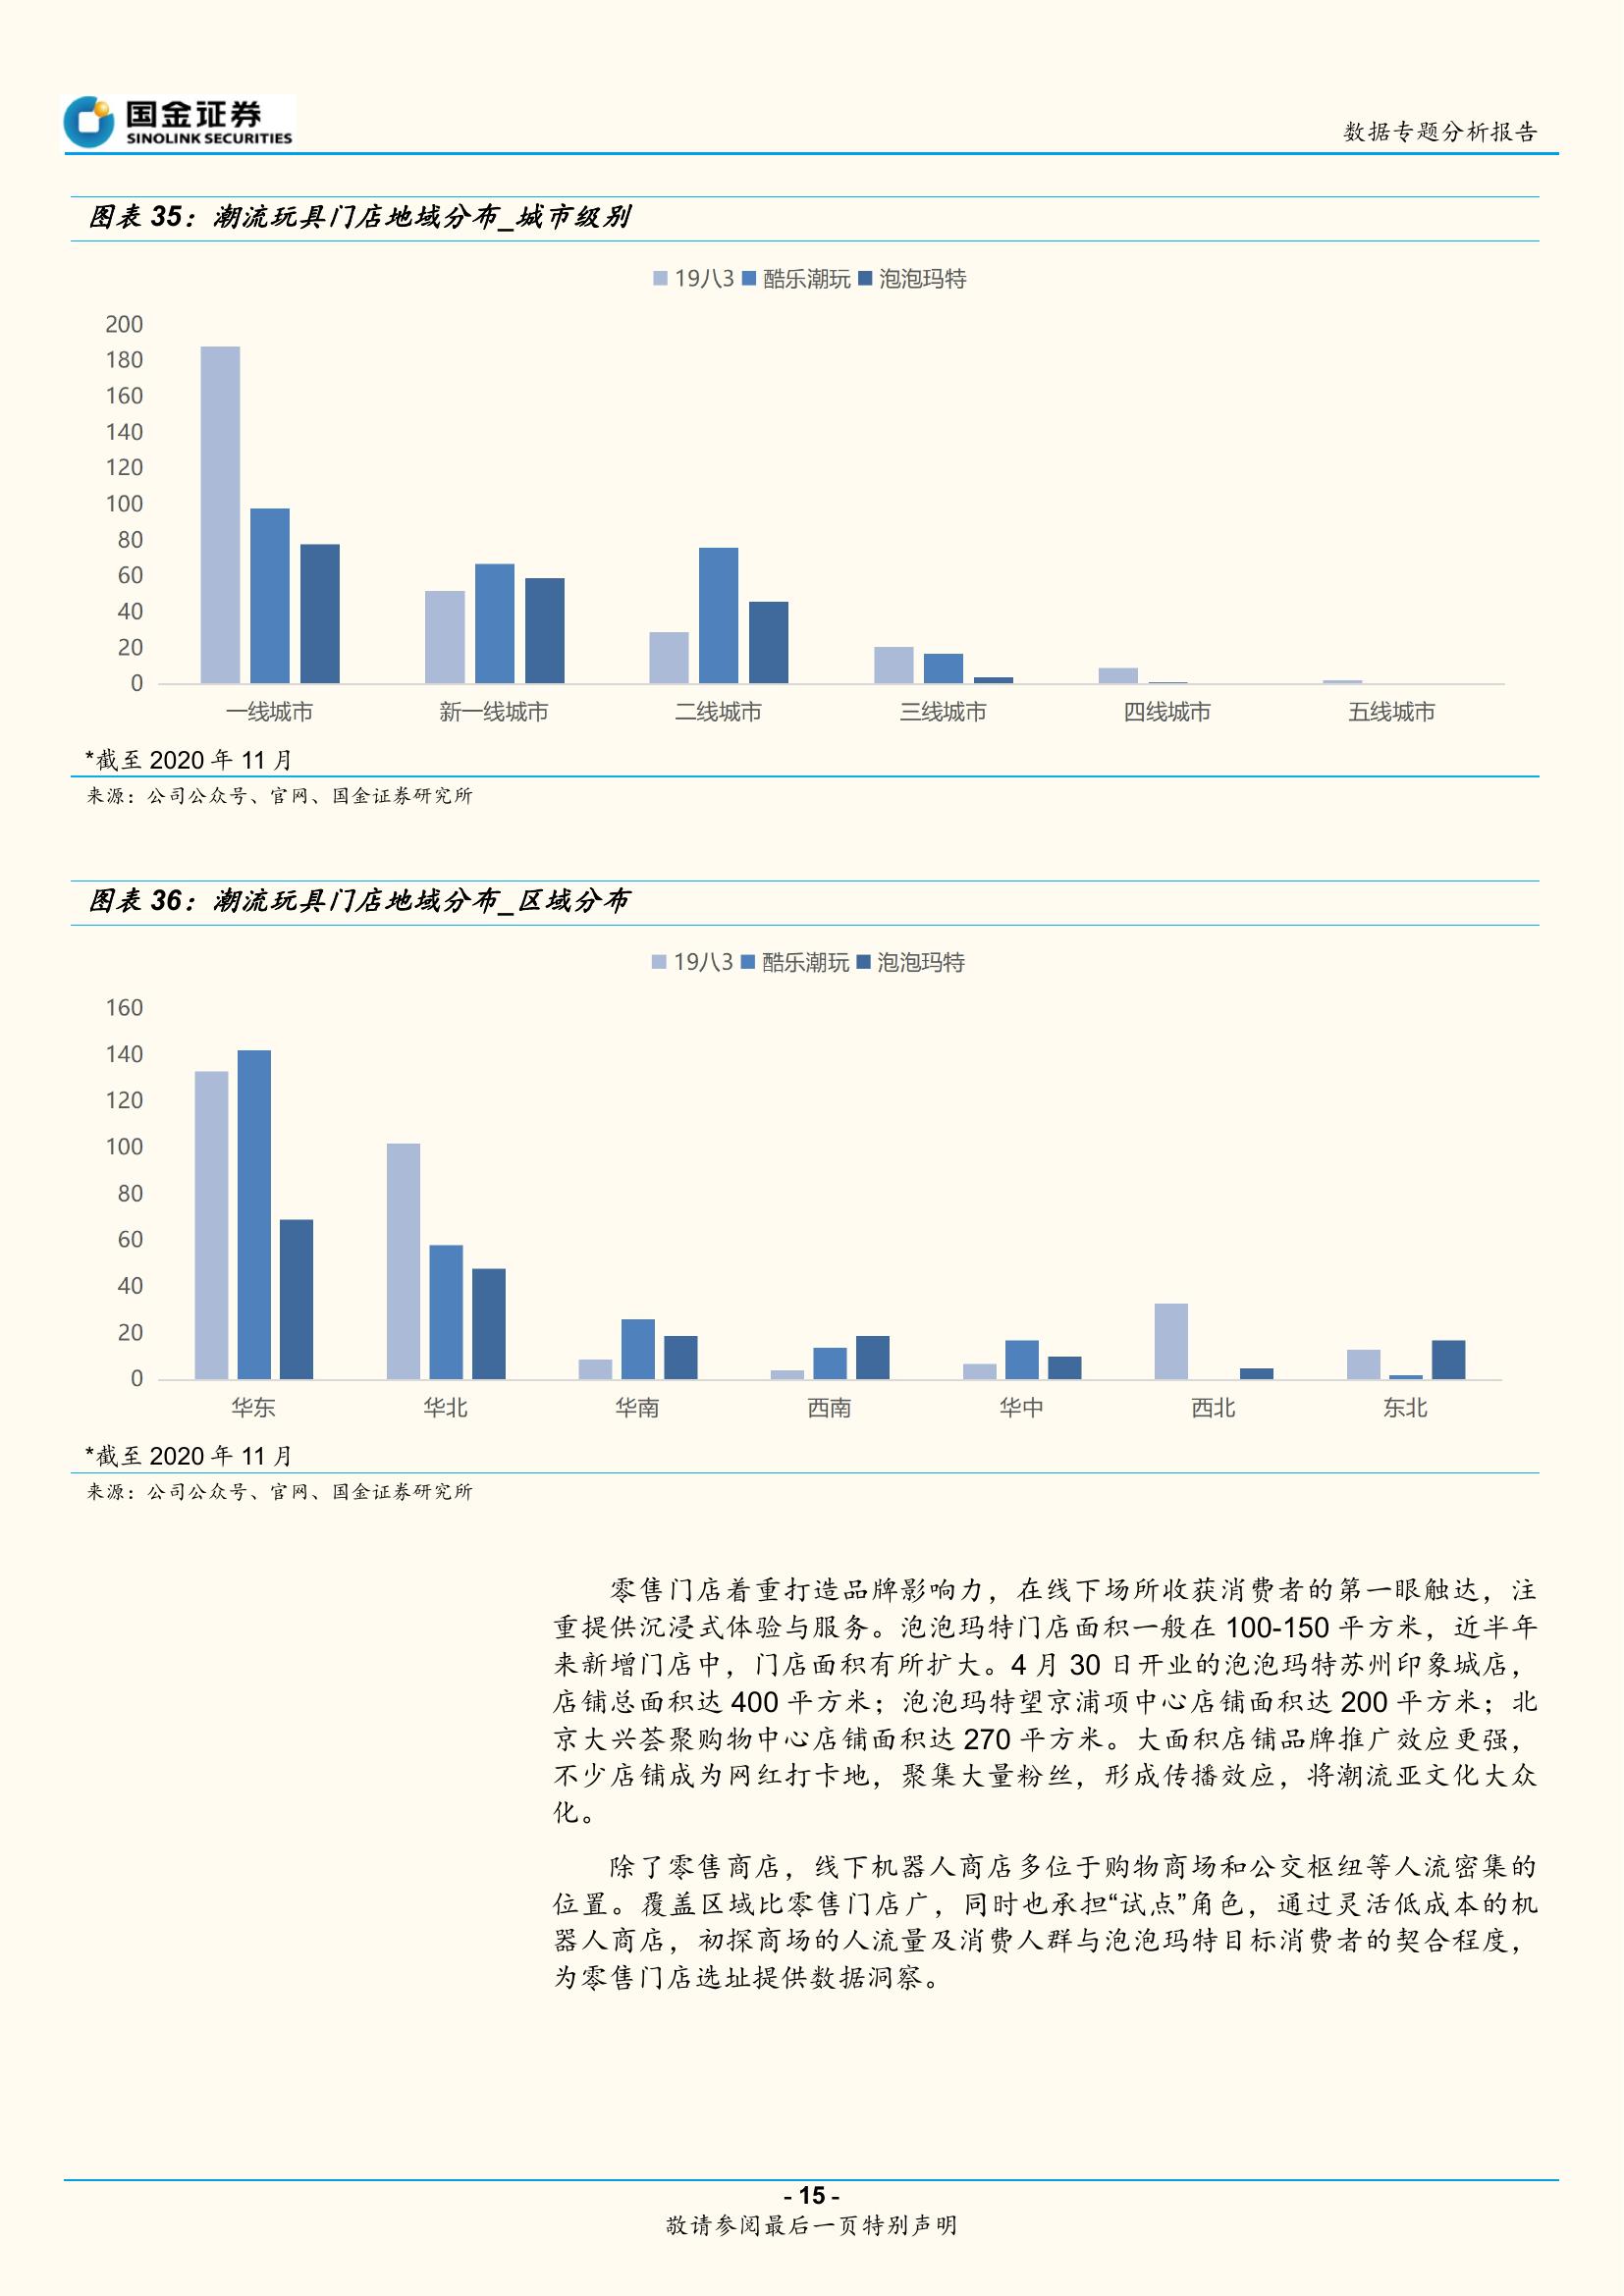 国金证券
SINOLINK SECURITIES
数据专题分析报告
图表 35：潮流玩具门店地域分布_城市级别
19八3 酷乐潮玩 泡泡玛特
200
180
160
140
120
100
80
60
40
20
0
一线城市 新一线城市 二线城市 三线城市 四线城市 五线城市
*截至 2020 年 11 月
来源：公司公众号、官网、国金证券研究所
图表 36：潮流玩具门店地域分布_区域分布
19八3 酷乐潮玩 泡泡玛特
160
140
120
100
80
60
40
20
0
华东 华北 华南 西南 华中 西北 东北
*截至 2020 年 11 月
来源：公司公众号、官网、国金证券研究所
零售门店着重打造品牌影响力，在线下场所收获消费者的第一眼触达，注
重提供沉浸式体验与服务。泡泡玛特门店面积一般在 100-150 平方米，近半年
来新增门店中，门店面积有所扩大。4 月 30 日开业的泡泡玛特苏州印象城店，
店铺总面积达 400 平方米；泡泡玛特望京浦项中心店铺面积达 200 平方米；北
京大兴荟聚购物中心店铺面积达 270 平方米。大面积店铺品牌推广效应更强，
不少店铺成为网红打卡地，聚集大量粉丝，形成传播效应，将潮流亚文化大众
化。
除了零售商店，线下机器人商店多位于购物商场和公交枢纽等人流密集的
位置。覆盖区域比零售门店广，同时也承担“试点”角色，通过灵活低成本的机
器人商店，初探商场的人流量及消费人群与泡泡玛特目标消费者的契合程度，
为零售门店选址提供数据洞察。
- 15 -
敬请参阅最后一页特别声明